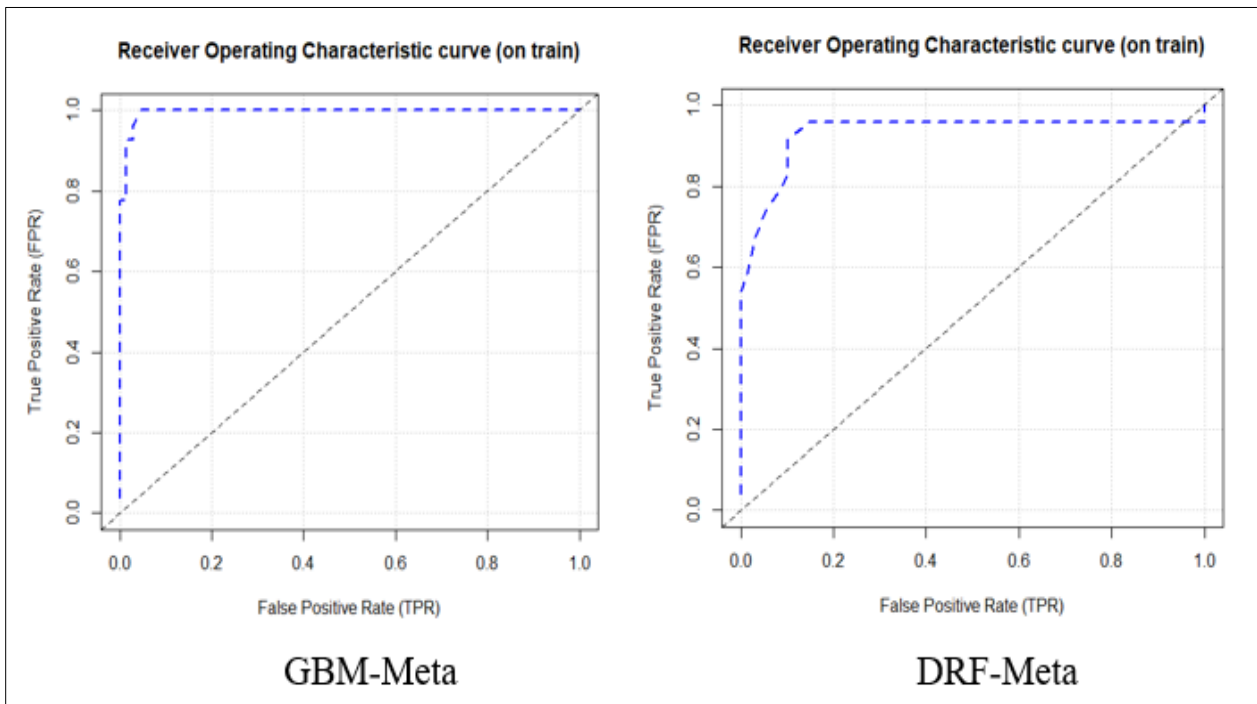 Receiver Operating Characteristic curve (on train)
True Positive Rate (FPR)
1.0
0.8
0.6
0.4
0.2
0.0
0.0 0.2 0.4 0.6 0.8 1.0
False Positive Rate (TPR)
GBM-Meta
Receiver Operating Characteristic curve (on train)
True Positive Rate (FPR)
1.0
0.8
0.6
0.4
0.2
0.0
0.0 0.2 0.4 0.6 0.8 1.0
False Positive Rate (TPR)
DRF-Meta